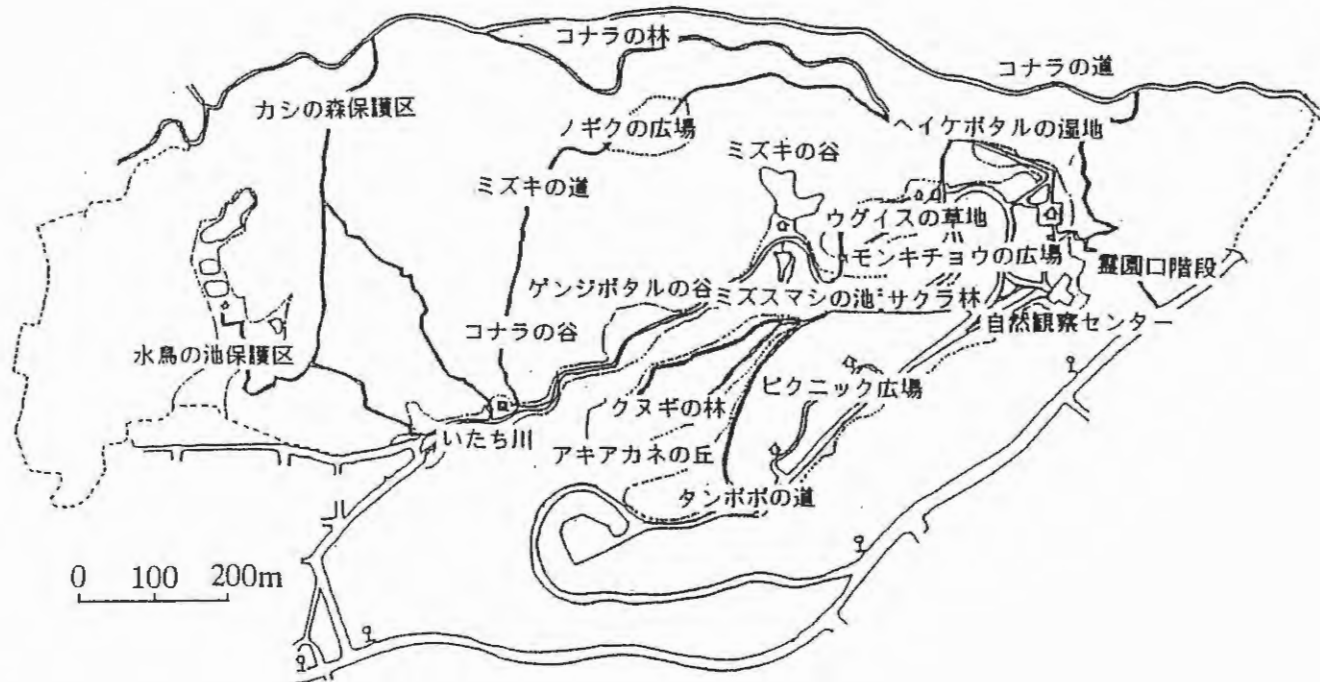 コナラの林
コナラの道
カシの森保護区
ノギクの広場
ヘイケボタルの湿地
ミズキの谷
ミズキの道
ウグイスの草地
モンキチョウの広場
霊園口階段
ゲンジボタルの谷
ミズスマシの池
サクラ林
コナラの谷
自然観察センター
水鳥の池保護区
ピクニック広場
クヌギの林
いたち川
アキアカネの丘
タンポポの道
0 100 200m